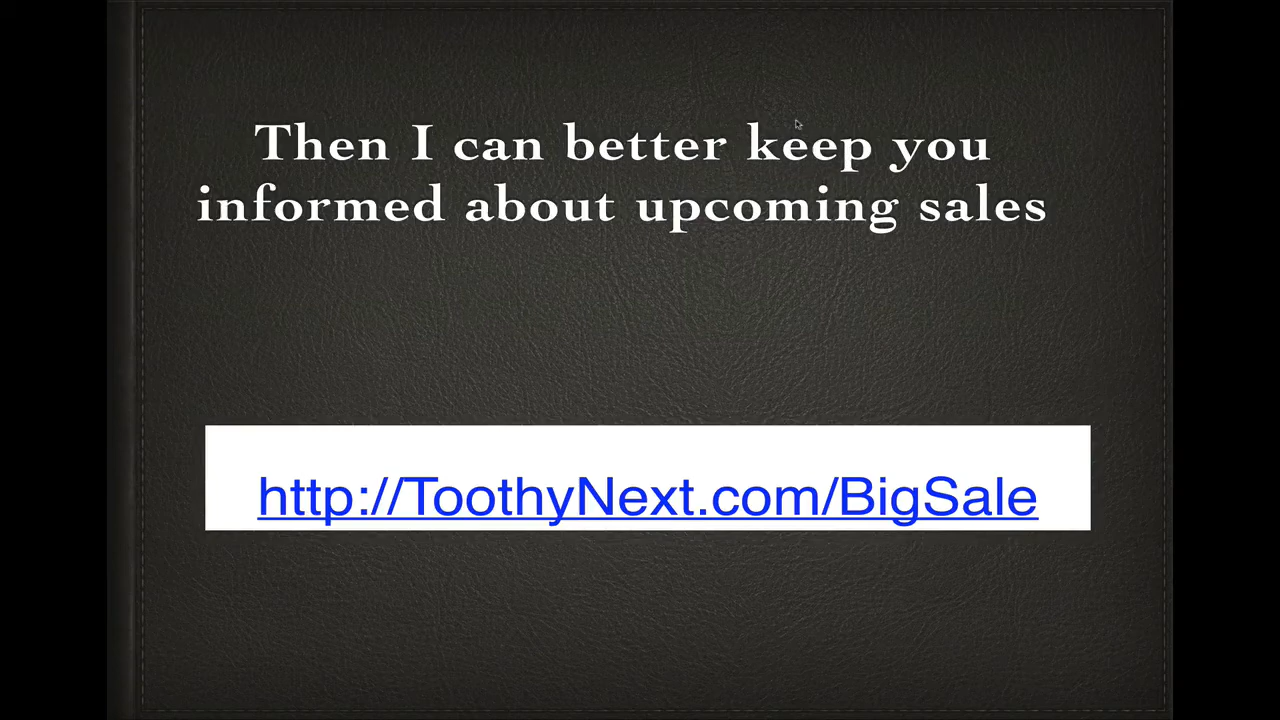 Then I can better keep you
informed about upcoming sales
http://ToothyNext.com/BigSale